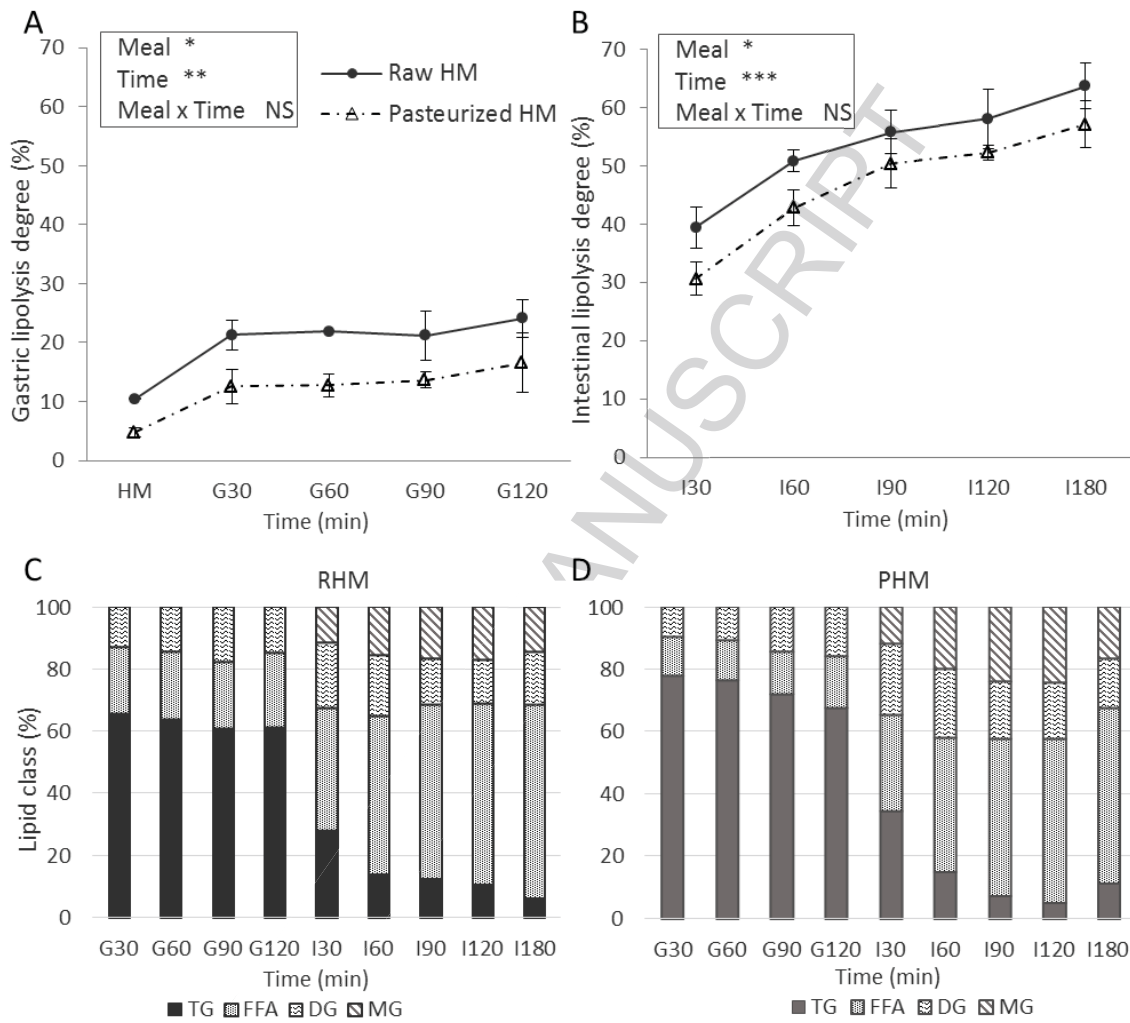 A
70
60
50
40
30
20
10
0
Gastric lipolysis degree (%)
Meal *
Time **
Meal x Time NS
Raw HM
Pasteurized HM
HM G30 G60 G90 G120
Time (min)
B
70
60
50
40
30
20
10
0
Intestinal lipolysis degree (%)
Meal *
Time ***
Meal x Time NS
I30 I60 I90 I120 I180
Time (min)
ANUSCRIPT
C
RHM
100
80
60
40
20
0
Lipid class (%)
G30 G60 G90 G120 I30 I60 I90 I120 I180
Time (min)
TG FFA DG MG
D
PHM
100
80
60
40
20
0
G30 G60 G90 G120 I30 I60 I90 I120 I180
Time (min)
TG FFA DG MG